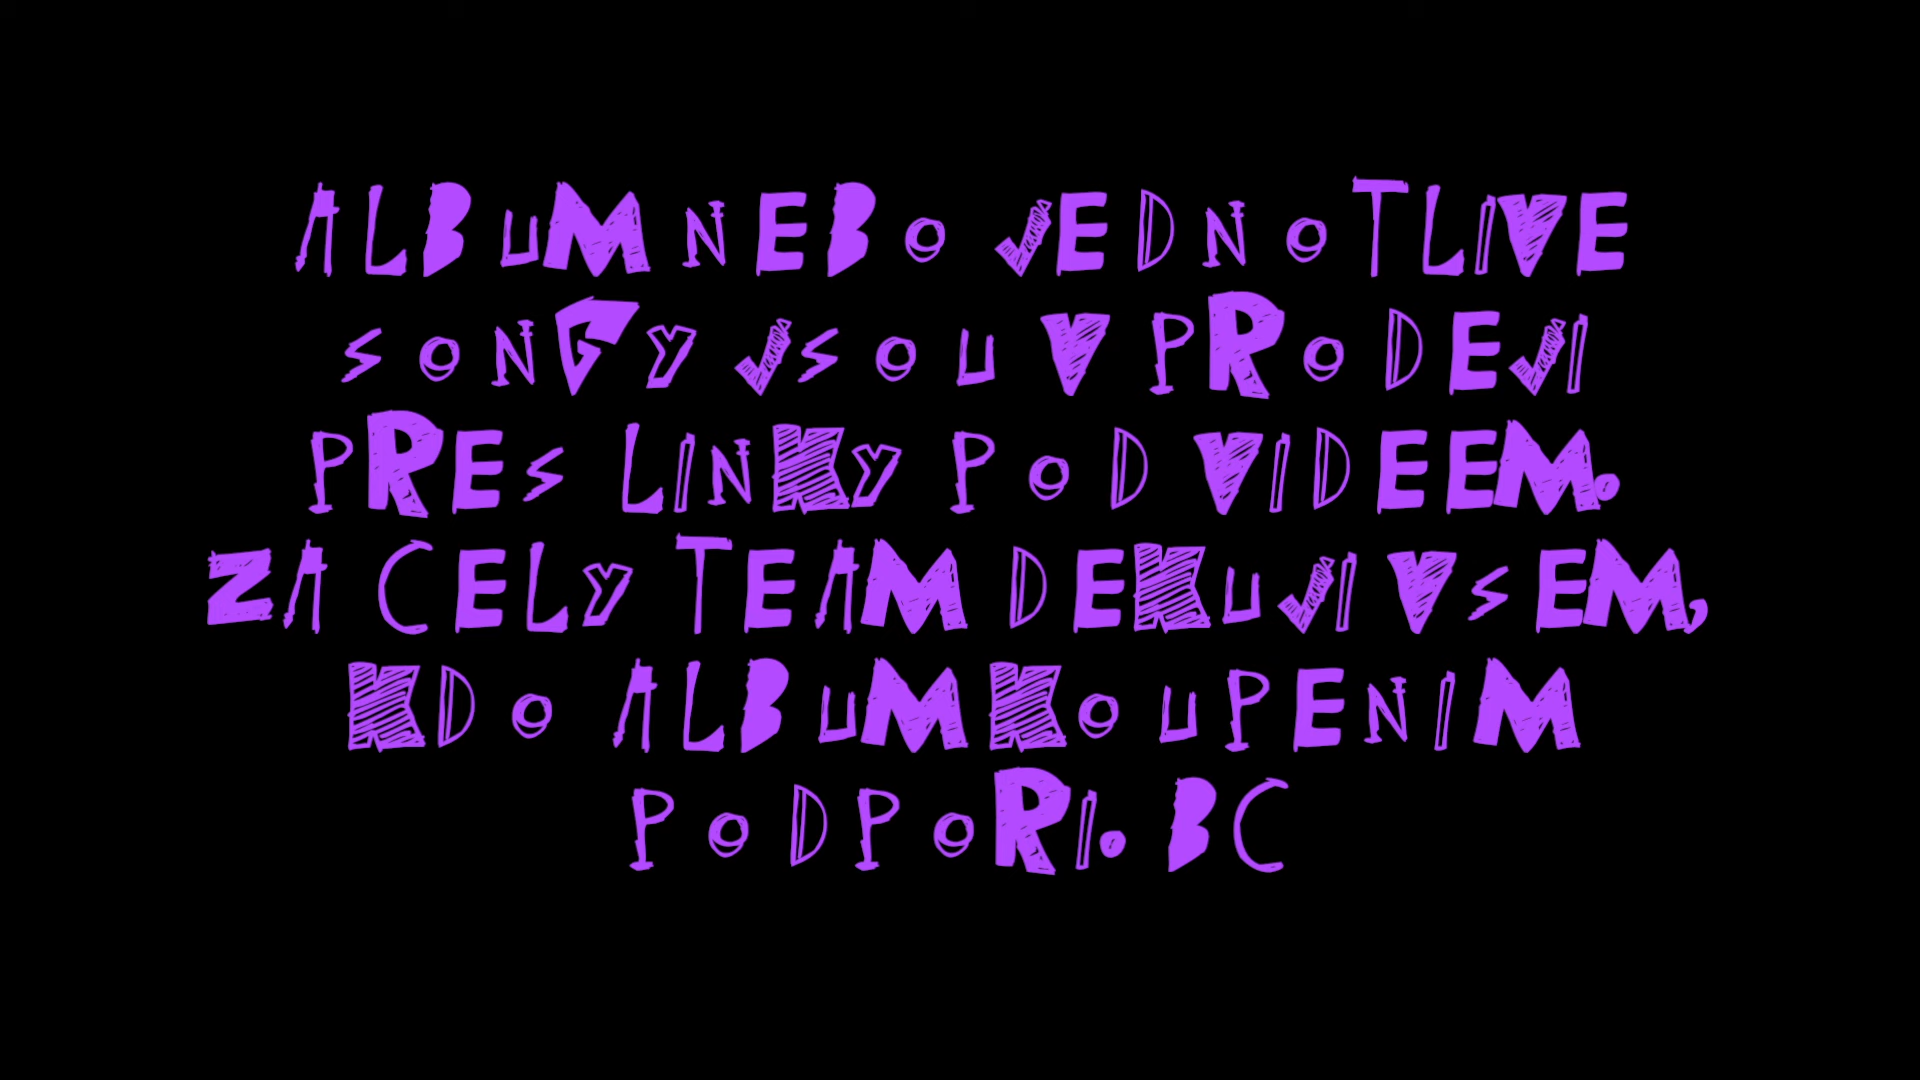 ALBUM NEBO JEDNOTLIVE
SONGY JSOU V PRODEJI
PRES LINKY POD VIDEEM.
ZA CELY TEAM DEKUJI VSEM,
KDO ALBUM KOUPENIM
PODPORI. BC